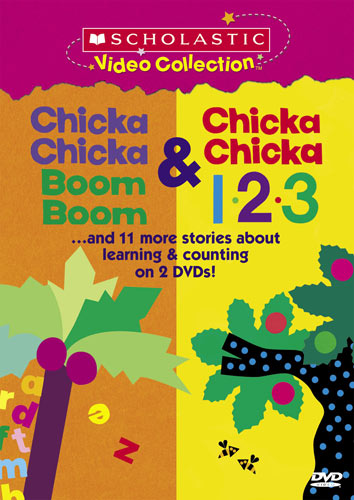 SCHOLASTIC
Video Collection™
Chicka
Chicka
Boom
Boom
&
Chicka
Chicka
1·2·3
...and 11 more stories about
learning & counting
on 2 DVDs!
z
DVD